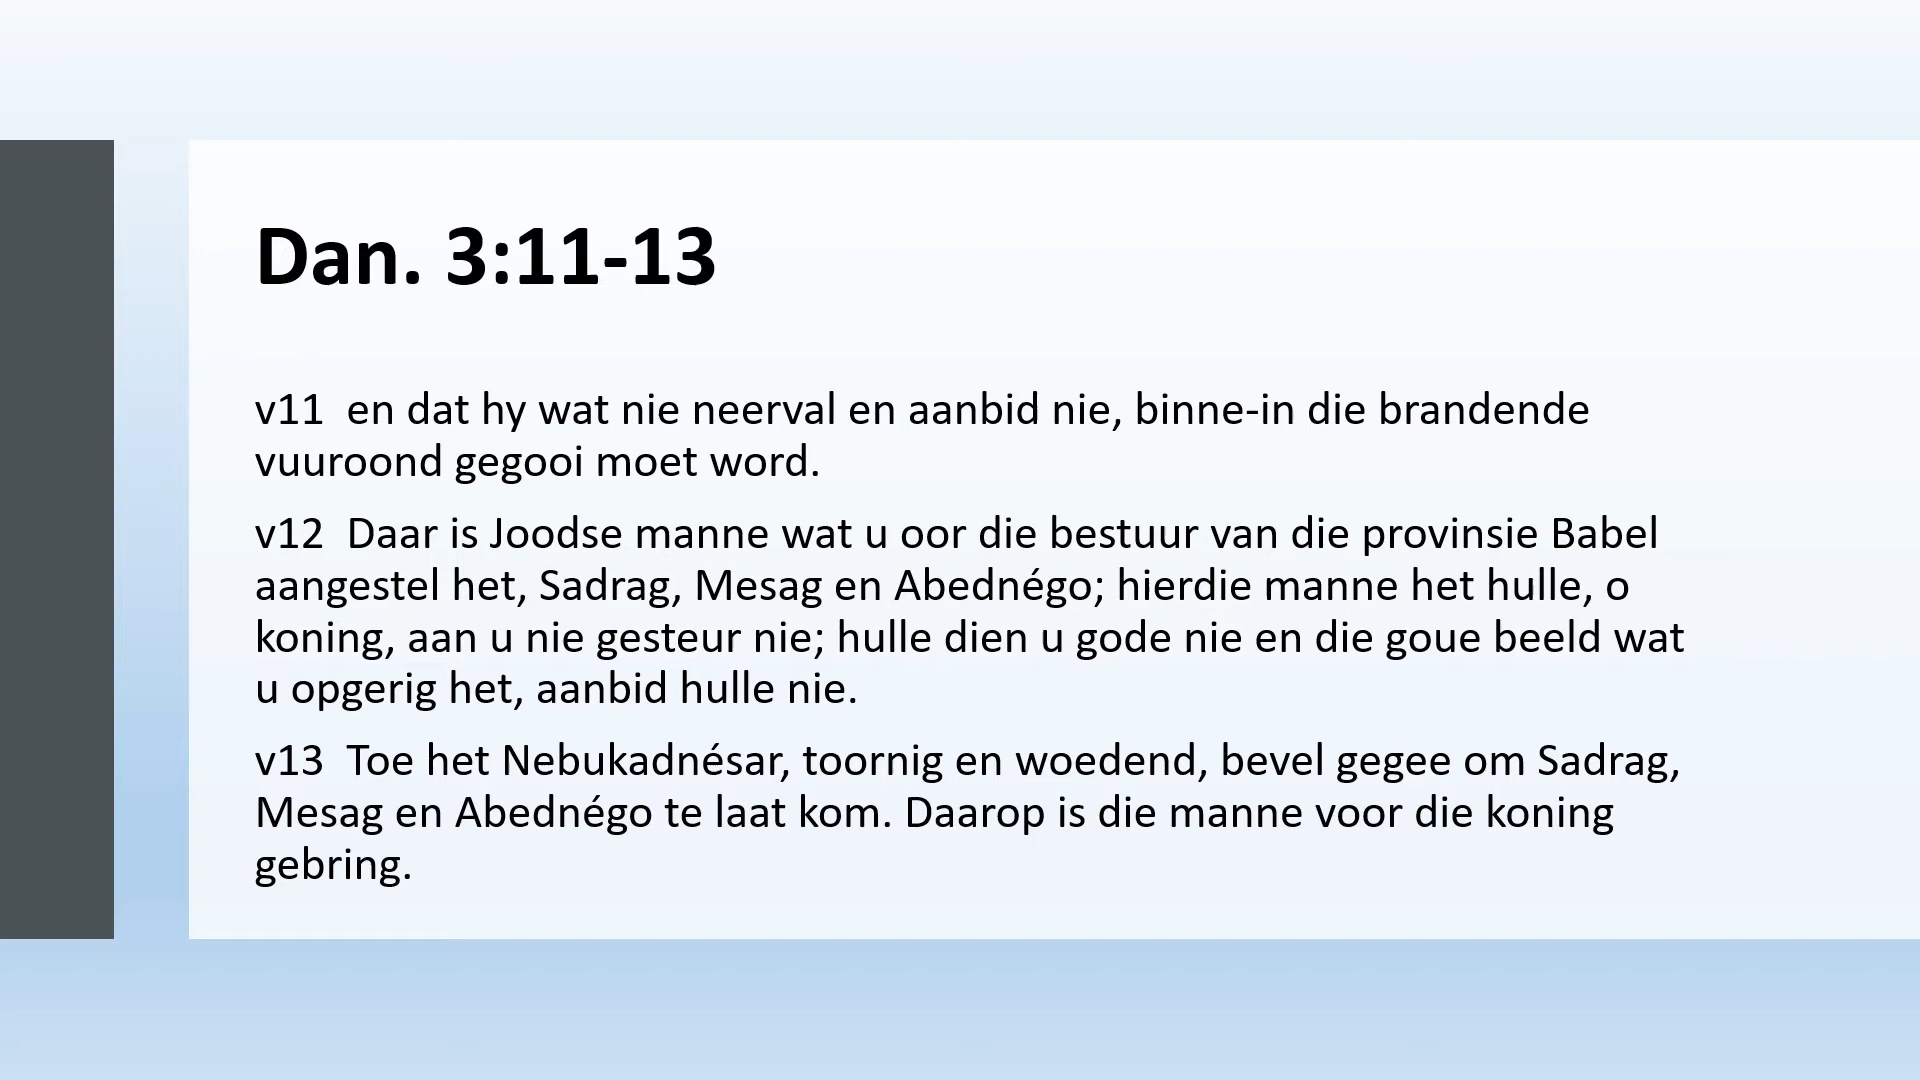 Dan. 3:11-13
v11  en dat hy wat nie neerval en aanbid nie, binne-in die brandende
vuuroond gegooi moet word.
v12  Daar is Joodse manne wat u oor die bestuur van die provinsie Babel
aangestel het, Sadrag, Mesag en Abednégo; hierdie manne het hulle, o
koning, aan u nie gesteur nie; hulle dien u gode nie en die goue beeld wat
u opgerig het, aanbid hulle nie.
v13  Toe het Nebukadnésar, toornig en woedend, bevel gegee om Sadrag,
Mesag en Abednégo te laat kom. Daarop is die manne voor die koning
gebring.